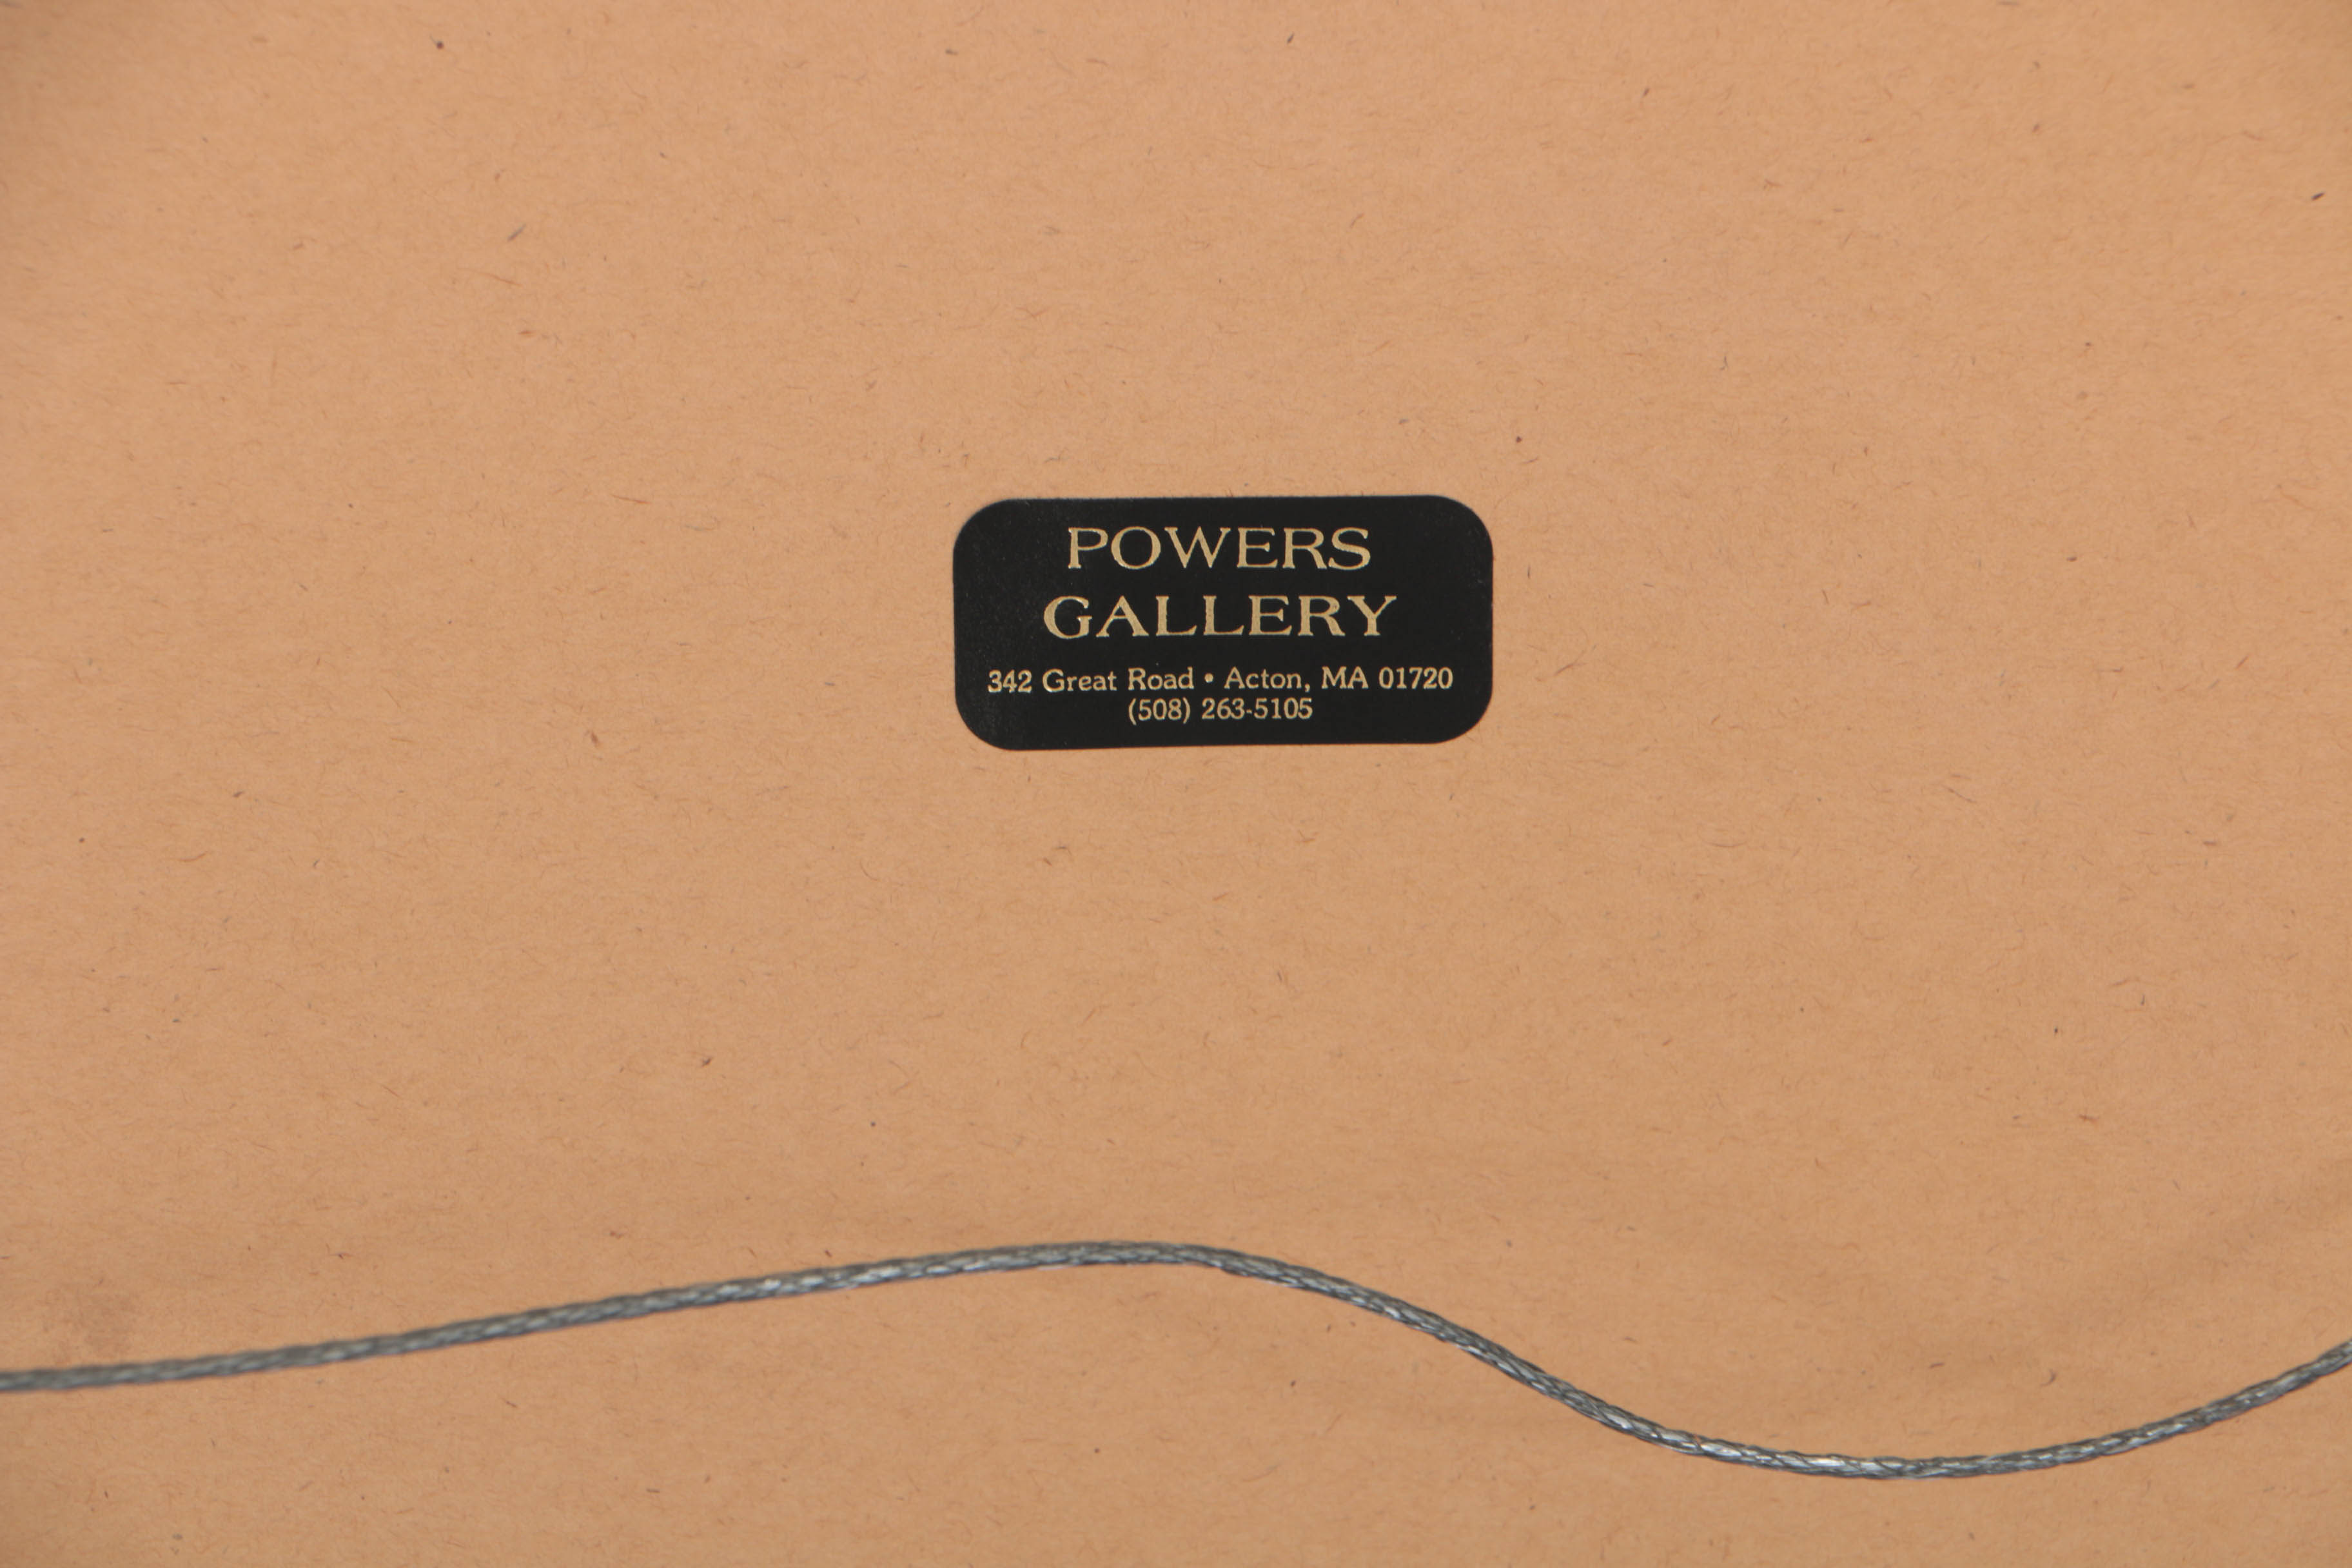 POWERS
GALLERY
342 Great Road • Acton, MA 01720
(508) 263-5105